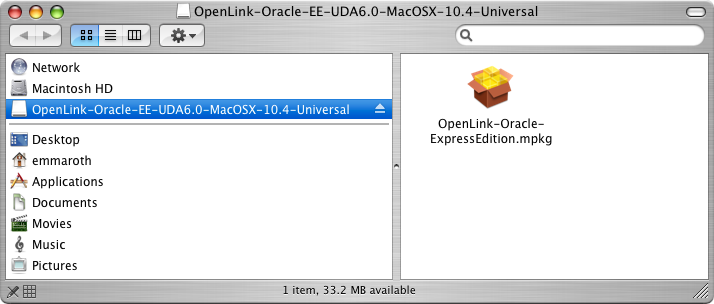 OpenLink-Oracle-EE-UDA6.0-MacOSX-10.4-Universal
Network
Macintosh HD
OpenLink-Oracle-EE-UDA6.0-MacOSX-10.4-Universal
Desktop
emmaroth
Applications
Documents
Movies
Music
Pictures
OpenLink-Oracle-
ExpressEdition.mpkg
1 item, 33.2 MB available